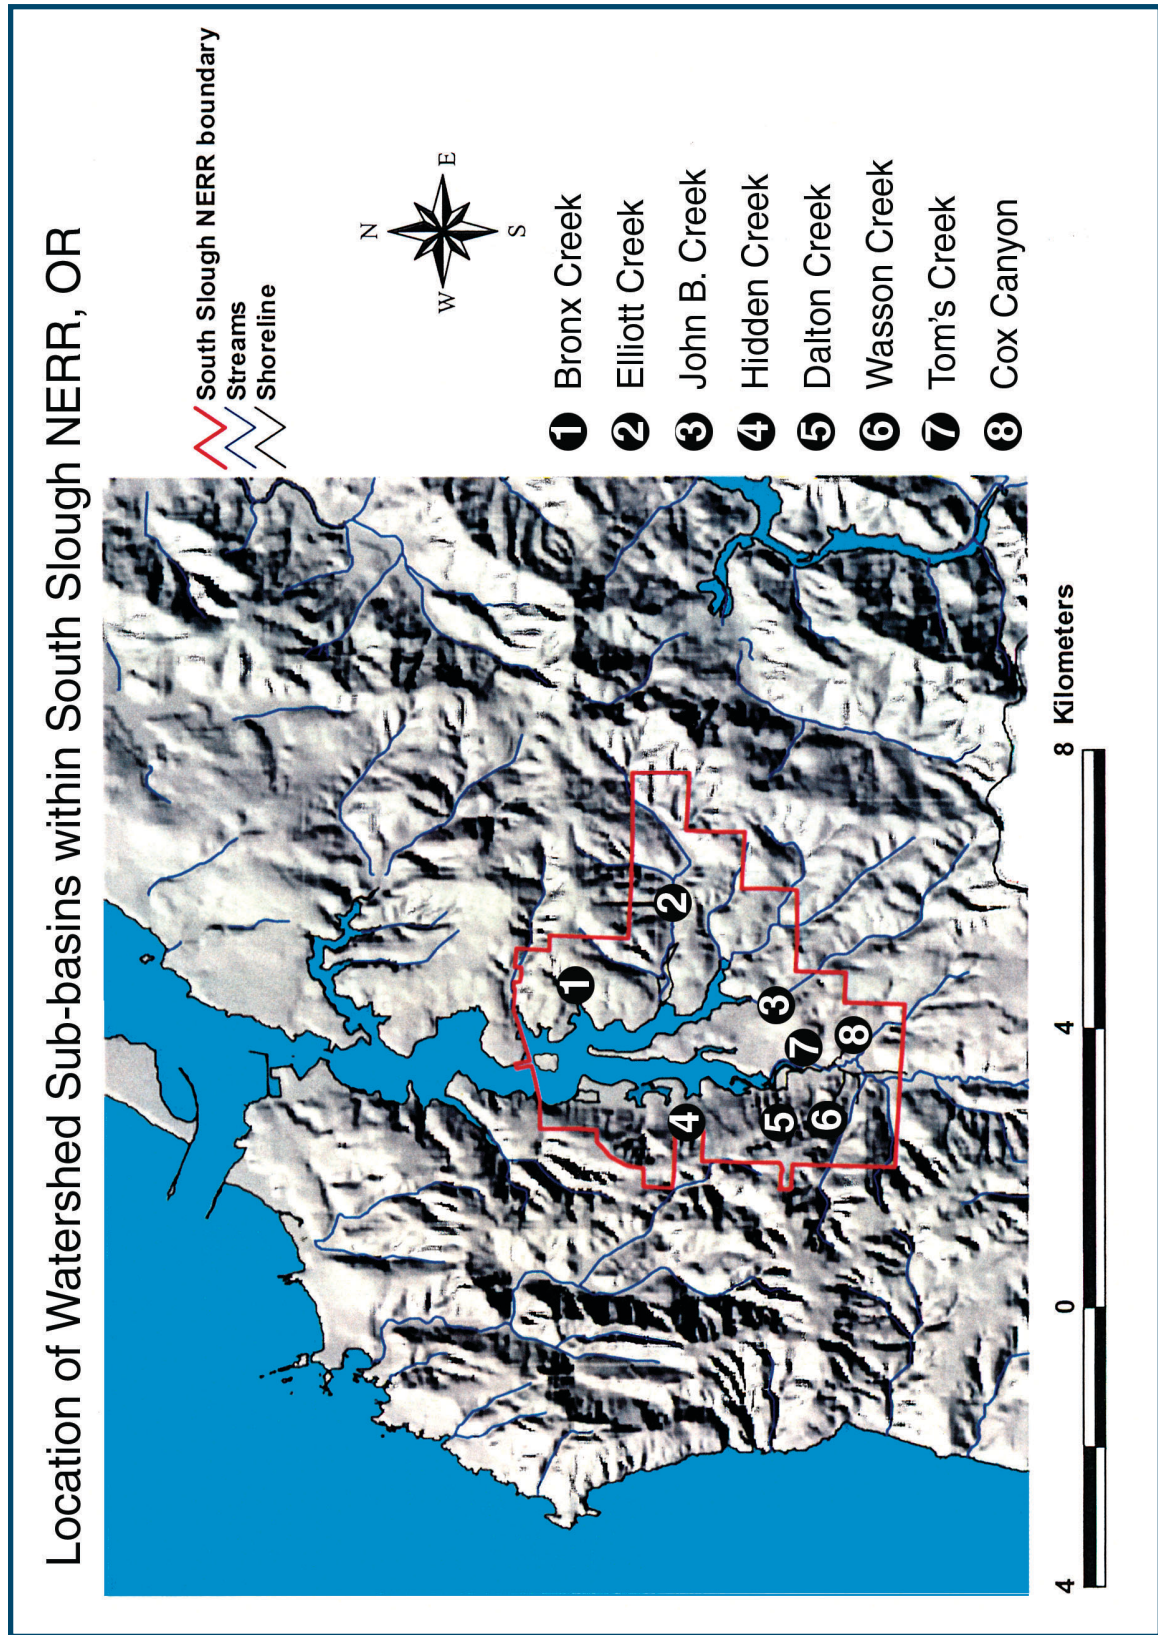 Location of Watershed Sub-basins within South Slough NERR, OR
South Slough NERR boundary
Streams
Shoreline
N
W E
S
1 Bronx Creek
2 Elliott Creek
3 John B. Creek
4 Hidden Creek
5 Dalton Creek
6 Wasson Creek
7 Tom's Creek
8 Cox Canyon
1
2
3
4
7
5
8
6
4 0 4 8 Kilometers